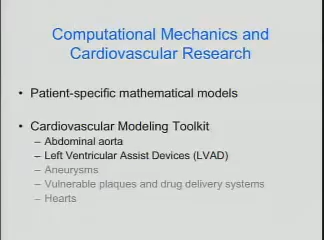 Computational Mechanics and
Cardiovascular Research
• Patient-specific mathematical models
• Cardiovascular Modeling Toolkit
– Abdominal aorta
– Left Ventricular Assist Devices (LVAD)
– Aneurysms
– Vulnerable plaques and drug delivery systems
– Hearts